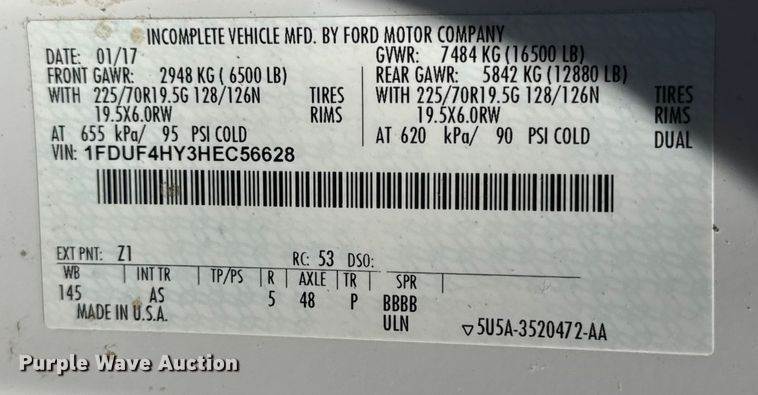 INCOMPLETE VEHICLE MFD. BY FORD MOTOR COMPANY
DATE: 01/17 GVWR: 7484 KG (16500 LB)
FRONT GAWR: 2948 KG ( 6500 LB) REAR GAWR: 5842 KG (12880 LB)
WITH 225/70R19.5G 128/126N TIRES WITH 225/70R19.5G 128/126N TIRES
19.5X6.0RW RIMS 19.5X6.0RW RIMS
AT 655 kPa/ 95 PSI COLD AT 620 kPa/ 90 PSI COLD DUAL
VIN: 1FDUF4HY3HEC56628
EXT PNT: Z1 RC: 53 DSO:
WB INT TR TP/PS R AXLE TR SPR
145 AS 5 48 P BBBB
MADE IN U.S.A. ULN ▽5U5A-3520472-AA
Purple Wave Auction